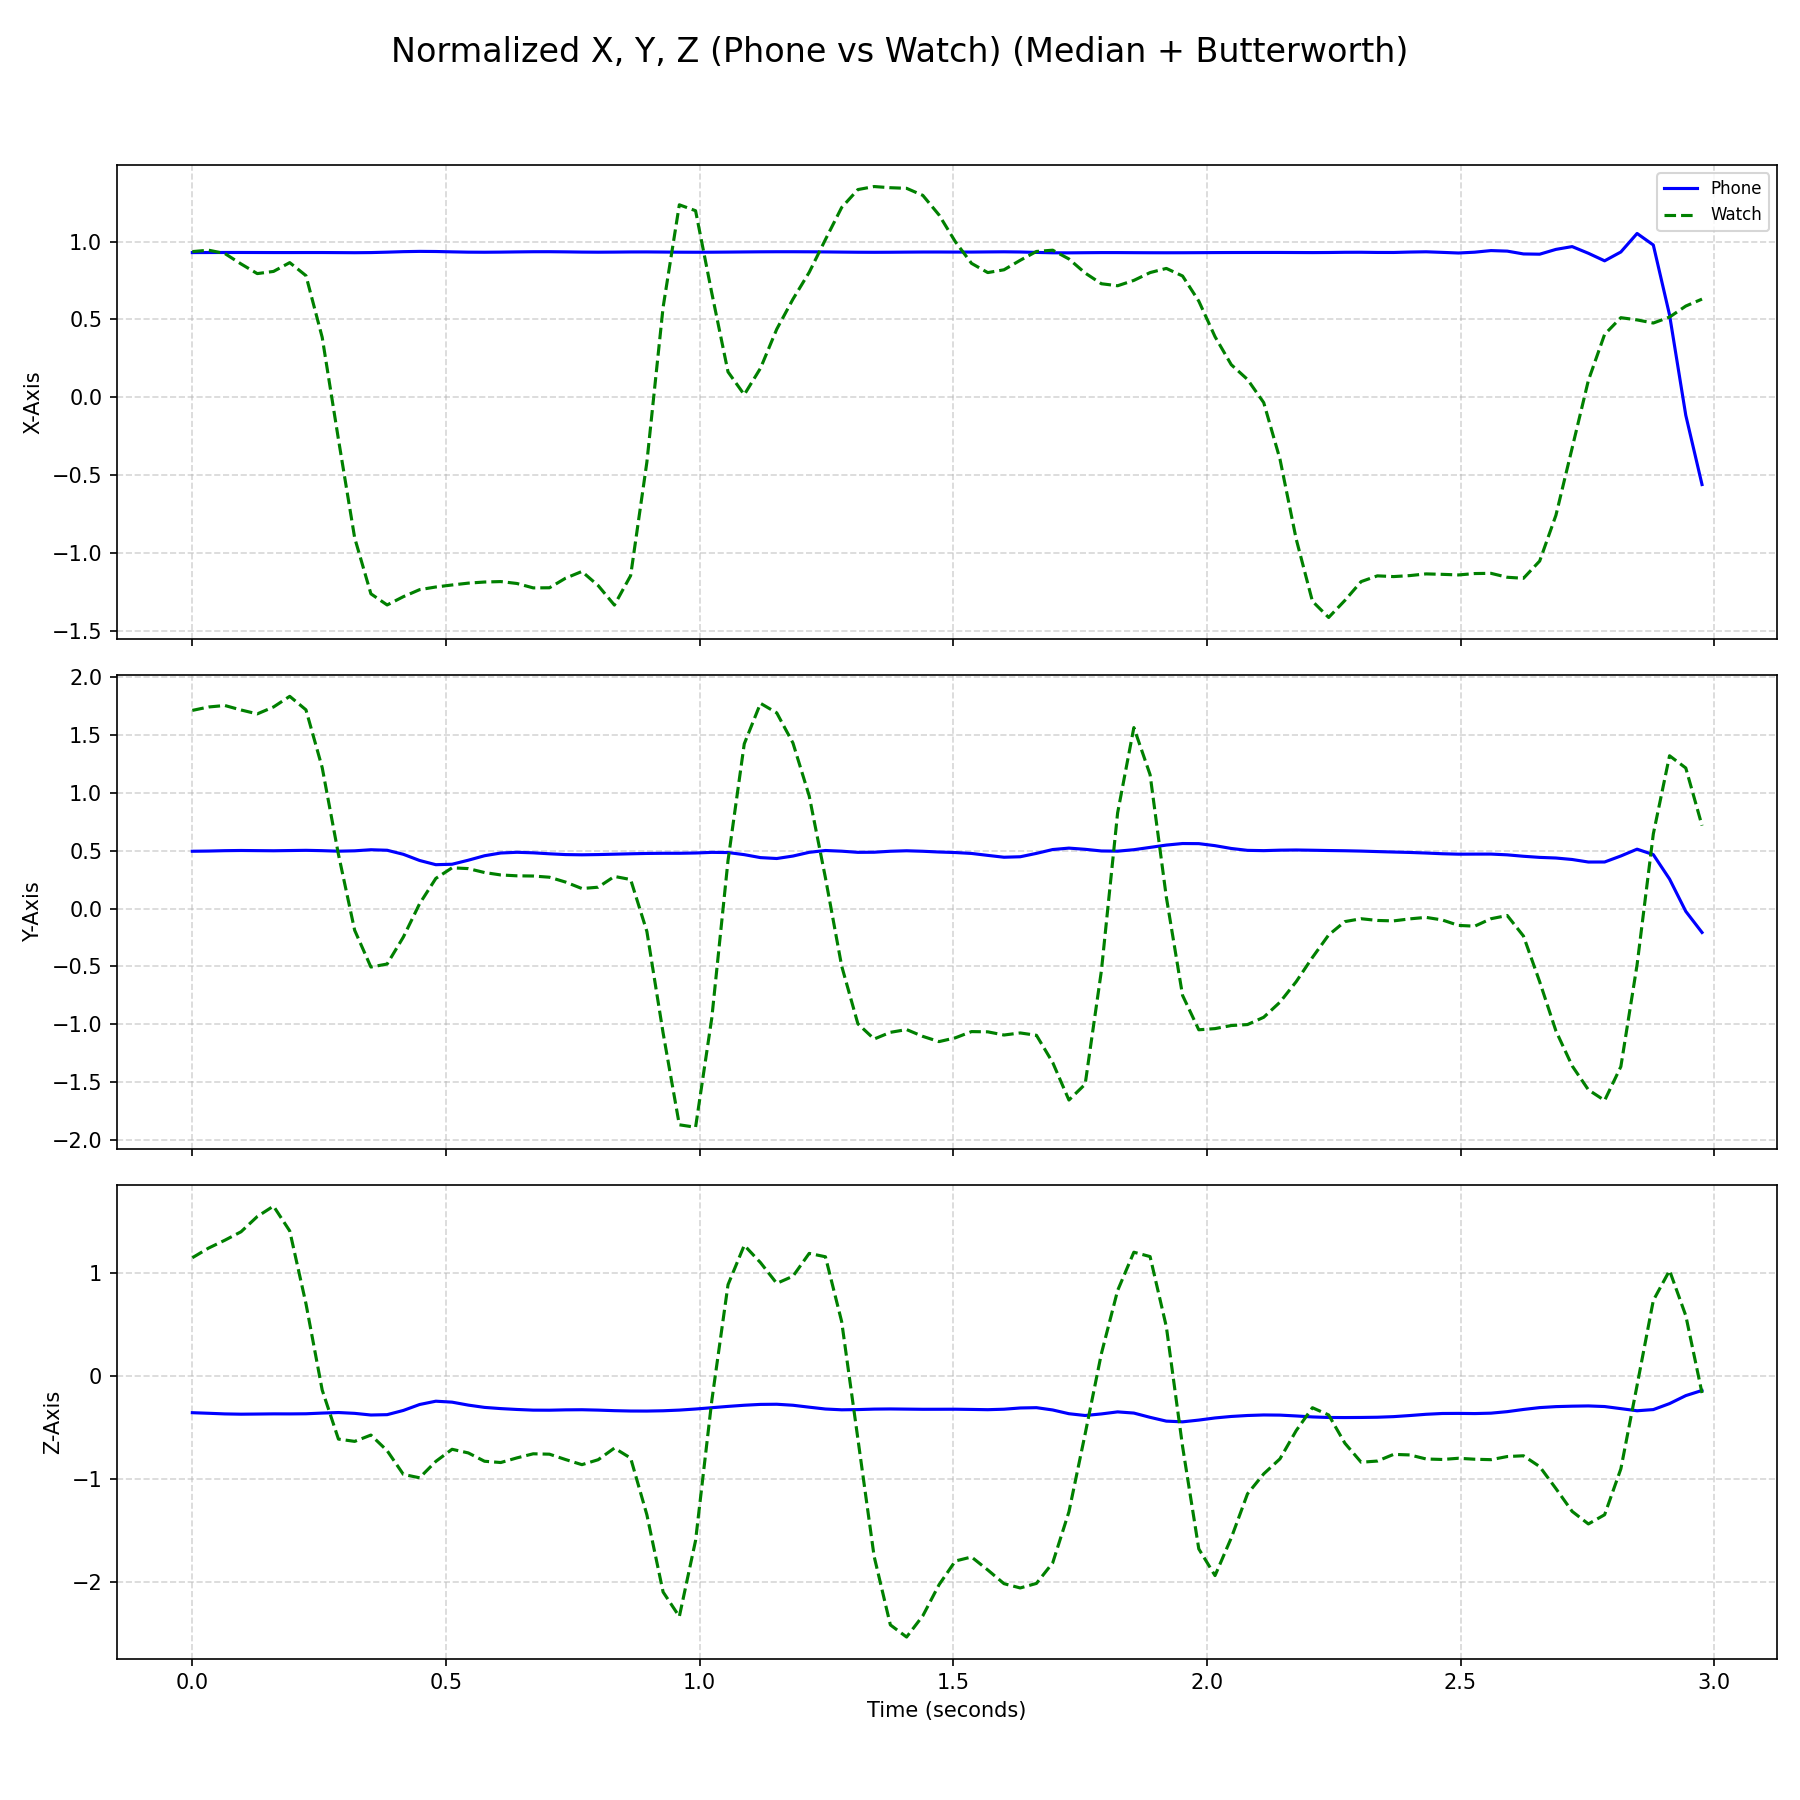 Normalized X, Y, Z (Phone vs Watch) (Median + Butterworth)
Phone
Watch
X-Axis
1.0
0.5
0.0
−0.5
−1.0
−1.5
Y-Axis
2.0
1.5
1.0
0.5
0.0
−0.5
−1.0
−1.5
−2.0
Z-Axis
1
0
−1
−2
0.0 0.5 1.0 1.5 2.0 2.5 3.0
Time (seconds)